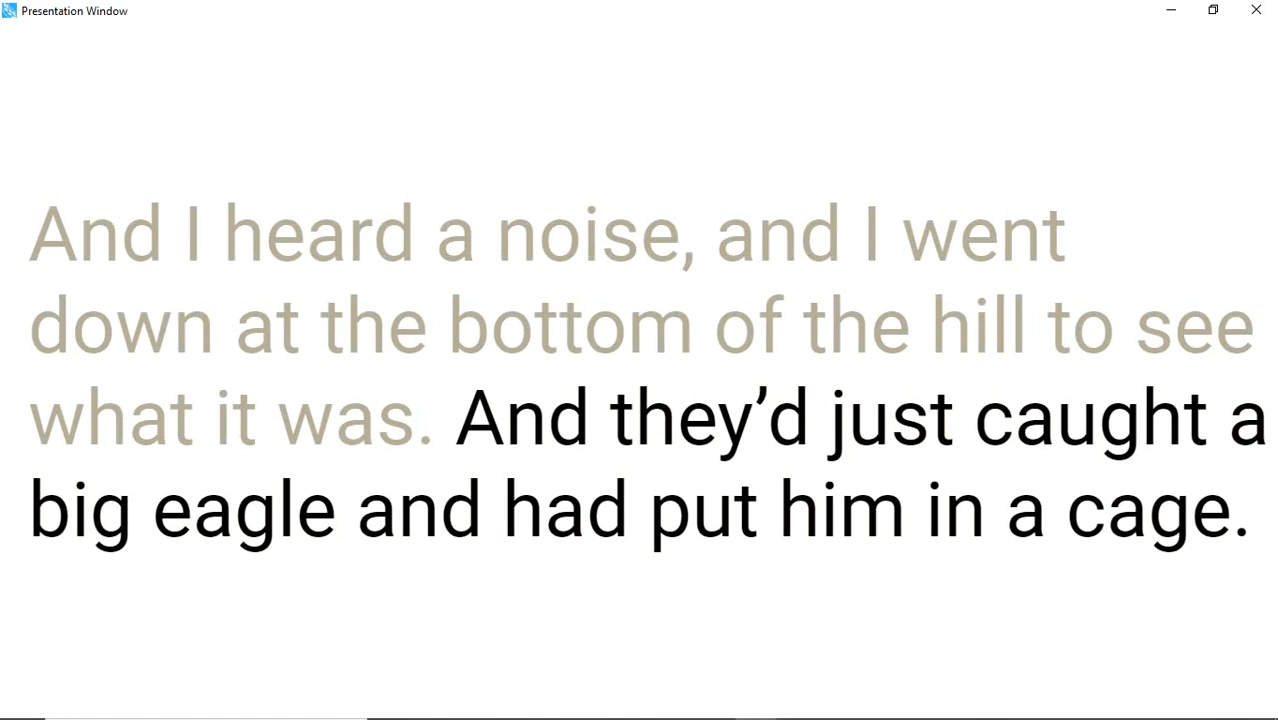 Presentation Window
And I heard a noise, and I went
down at the bottom of the hill to see
what it was. And they’d just caught a
big eagle and had put him in a cage.